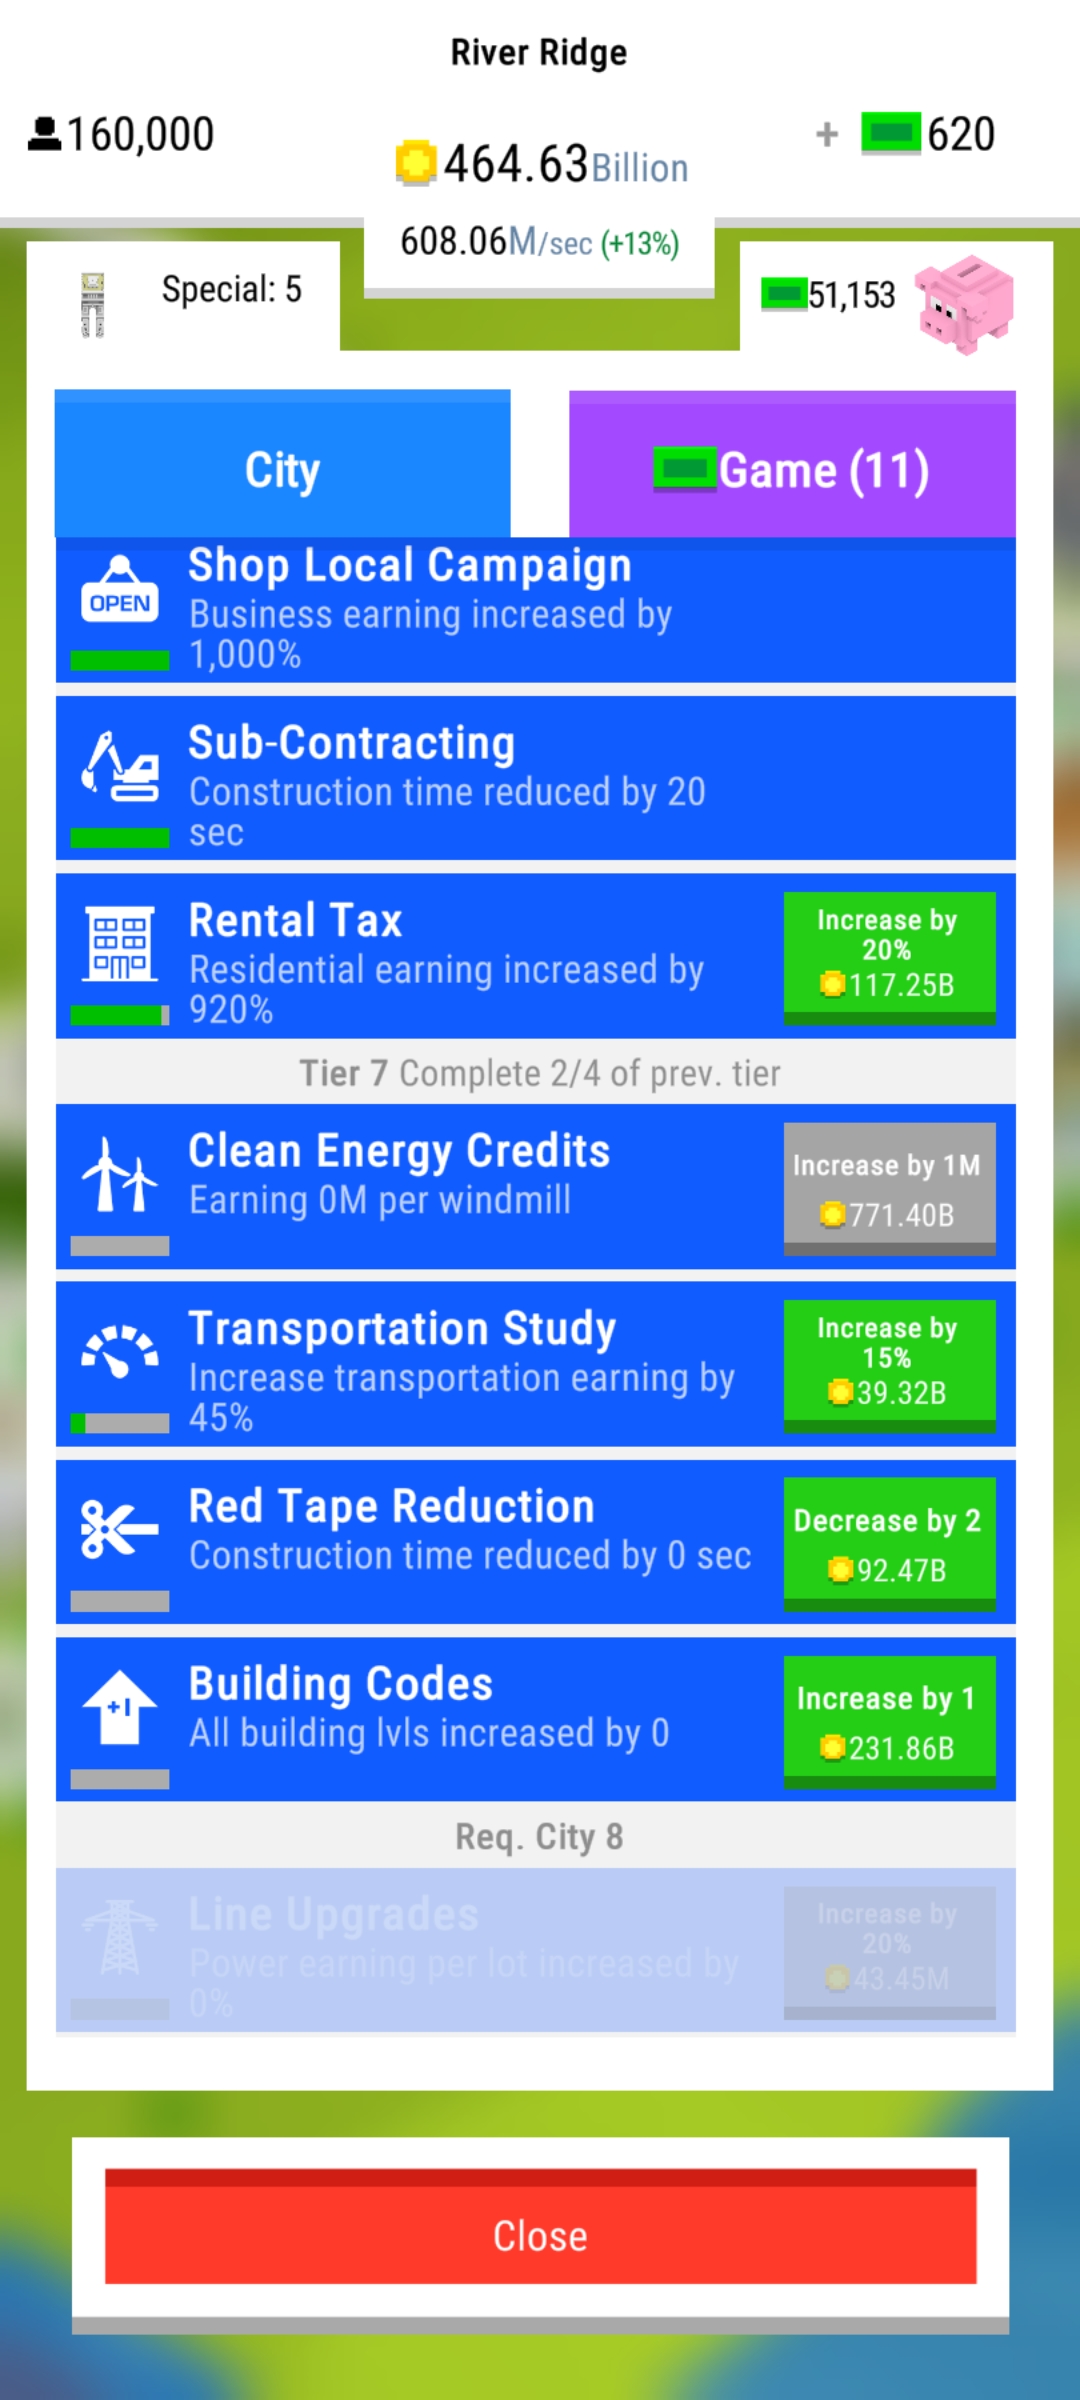 River Ridge
160,000
+ 620
464.63Billion
608.06M/sec (+13%)
Special: 5
51,153
City
Game (11)
Shop Local Campaign
OPEN
Business earning increased by
1,000%
Sub-Contracting
Construction time reduced by 20
sec
Rental Tax
Residential earning increased by
920%
Increase by
20%
117.25B
Tier 7 Complete 2/4 of prev. tier
Clean Energy Credits
Earning 0M per windmill
Increase by 1M
771.40B
Transportation Study
Increase transportation earning by
45%
Increase by
15%
39.32B
Red Tape Reduction
Construction time reduced by 0 sec
Decrease by 2
92.47B
+1
Building Codes
All building lvls increased by 0
Increase by 1
231.86B
Req. City 8
Line Upgrades
Power earning per lot increased by
0%
Increase by
20%
43.45M
Close